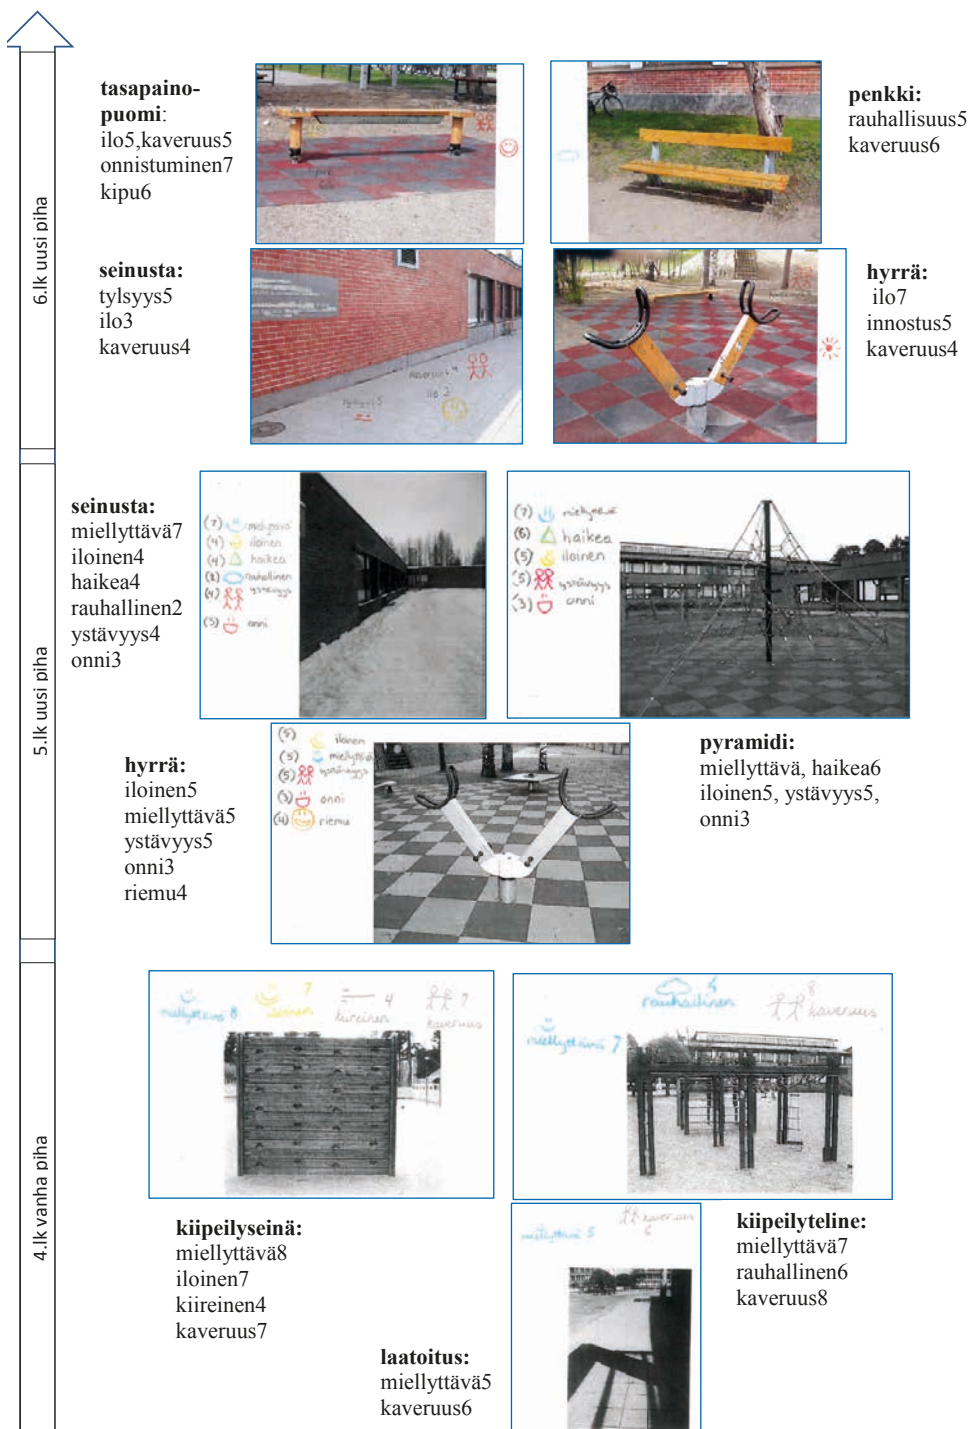 6.lk uusi piha
tasapaino-
puomi:
ilo5,kaveruus5
onnistuminen7
kipu6
penkki:
rauhallisuus5
kaveruus6
seinusta:
tylsyys5
ilo3
kaveruus4
hyrrä:
ilo7
innostus5
kaveruus4
5.lk uusi piha
seinusta:
miellyttävä7
iloinen4
haikea4
rauhallinen2
ystävyys4
onni3
(7) miellyttävä
(4) iloinen
(4) haikea
(2) rauhallinen
(4) ystävyys
(3) onni
(7) miellyttävä
(6) haikea
(5) iloinen
(5) ystävyys
(3) onni
hyrrä:
iloinen5
miellyttävä5
ystävyys5
onni3
riemu4
(5) iloinen
(5) miellyttävä
(5) ystävyys
(3) onni
(4) riemu
pyramidi:
miellyttävä, haikea6
iloinen5, ystävyys5,
onni3
4.lk vanha piha
miellyttävä 8
7
iloinen
4
kiireinen
7
kaveruus
rauhallinen
8
kaveruus
miellyttävä 7
kiipeilyseinä:
miellyttävä8
iloinen7
kiireinen4
kaveruus7
kiipeilyteline:
miellyttävä7
rauhallinen6
kaveruus8
miellyttävä 5
kaveruus
6
laatoitus:
miellyttävä5
kaveruus6